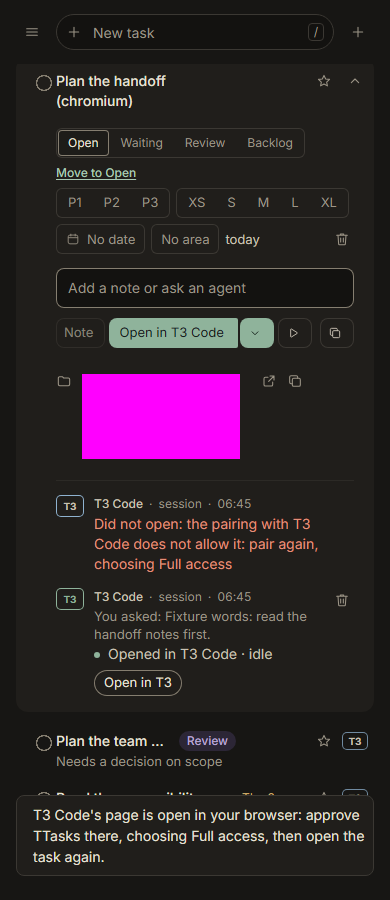 New task /
Plan the handoff
(chromium)
Open Waiting Review Backlog
Move to Open
P1 P2 P3 XS S M L XL
No date No area today
Add a note or ask an agent
Note Open in T3 Code
T3 T3 Code · session · 06:45
Did not open: the pairing with T3
Code does not allow it: pair again,
choosing Full access
T3 T3 Code · session · 06:45
You asked: Fixture words: read the
handoff notes first.
Opened in T3 Code · idle
Open in T3
Plan the team ... Review T3
Needs a decision on scope
T3 Code's page is open in your browser: approve
TTasks there, choosing Full access, then open the
task again.